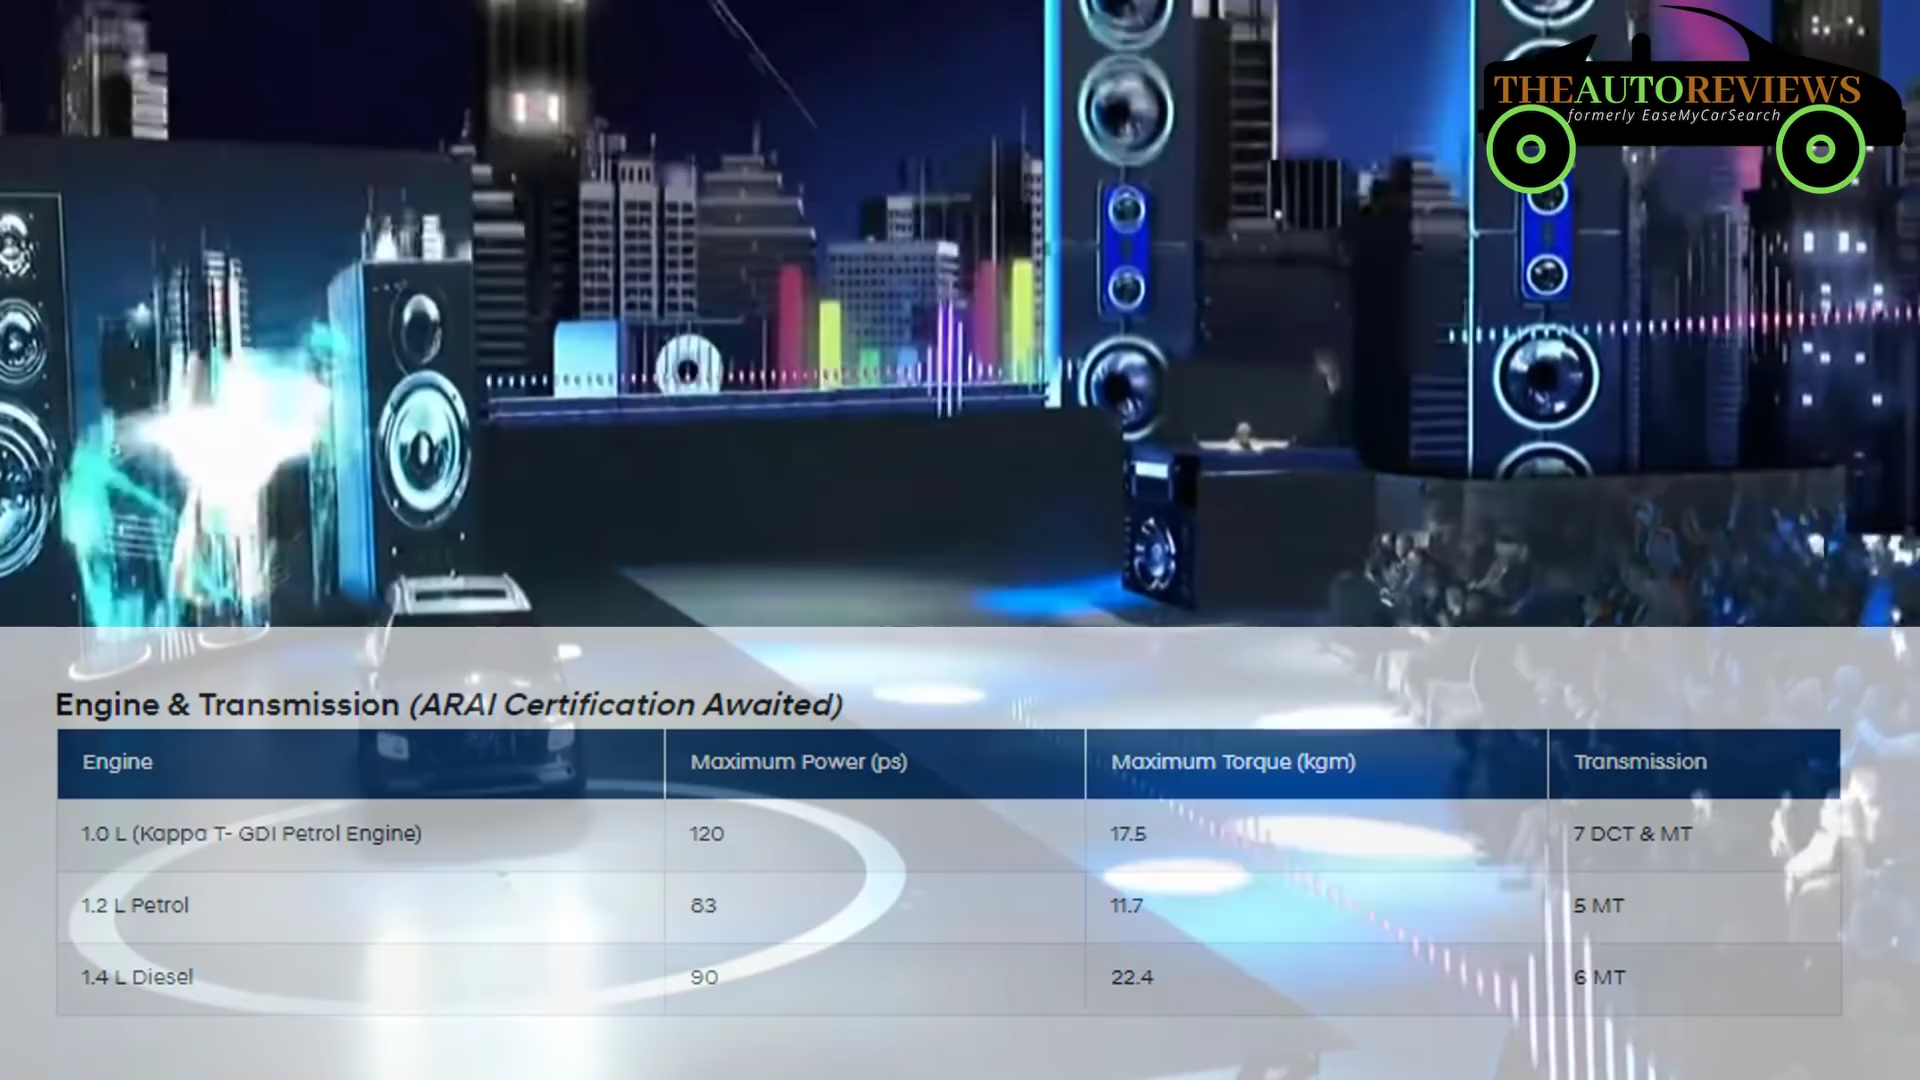 THEAUTOREVIEWS
formerly EaseMyCarSearch
Engine & Transmission (ARAI Certification Awaited)
Engine Maximum Power (ps) Maximum Torque (kgm) Transmission
1.0 L (Kappa T- GDI Petrol Engine) 120 17.5 7 DCT & MT
1.2 L Petrol 83 11.7 5 MT
1.4 L Diesel 90 22.4 6 MT